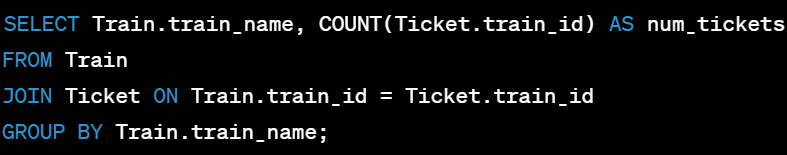 SELECT Train.train_name, COUNT(Ticket.train_id) AS num_tickets
FROM Train
JOIN Ticket ON Train.train_id = Ticket.train_id
GROUP BY Train.train_name;